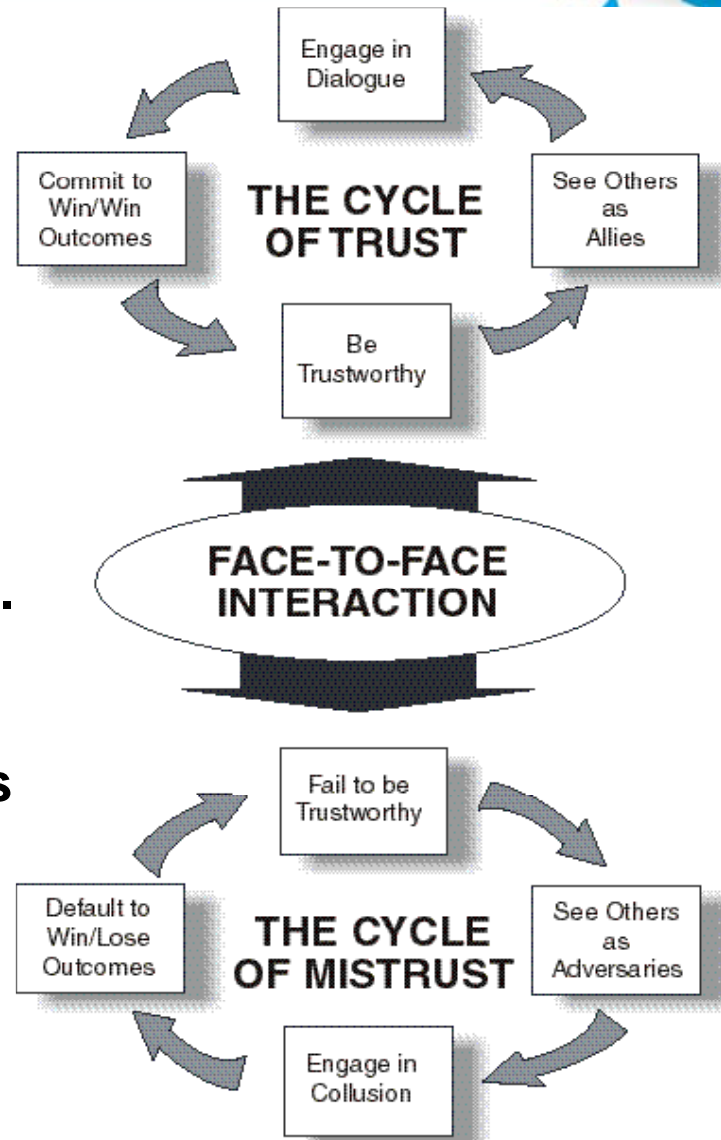 Engage in
Dialogue
Commit to
Win/Win
Outcomes
THE CYCLE
OF TRUST
See Others
as
Allies
Be
Trustworthy
FACE-TO-FACE
INTERACTION
.
s
Fail to be
Trustworthy
Default to
Win/Lose
Outcomes
THE CYCLE
OF MISTRUST
See Others
as
Adversaries
Engage in
Collusion